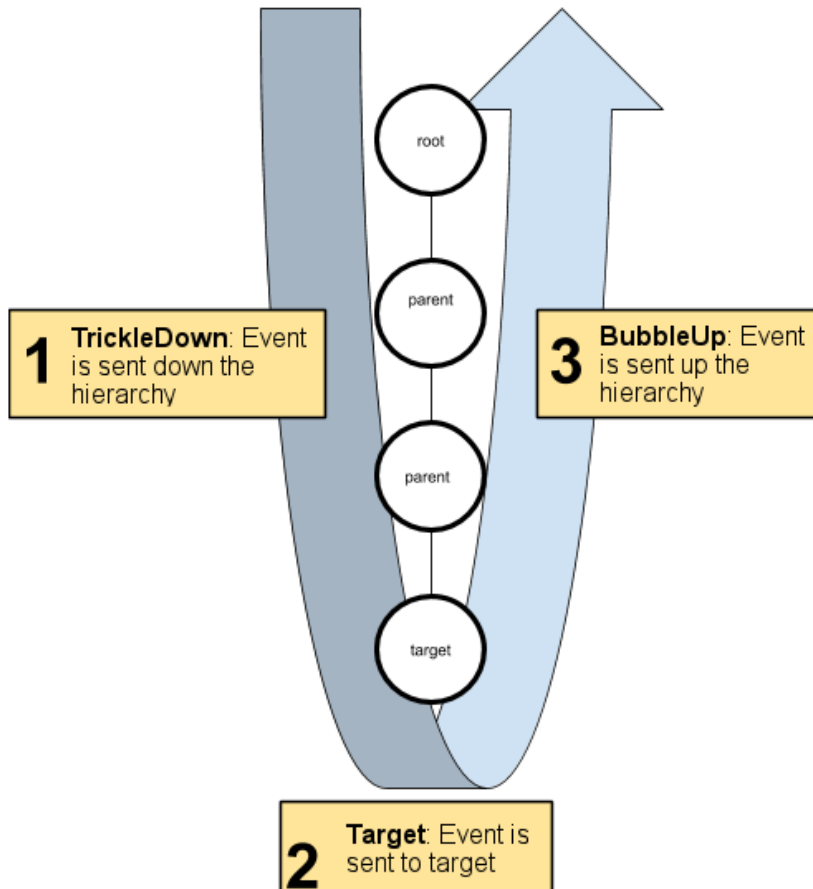 root
parent
1 TrickleDown: Event
is sent down the
hierarchy
3 BubbleUp: Event
is sent up the
hierarchy
parent
target
2 Target: Event is
sent to target